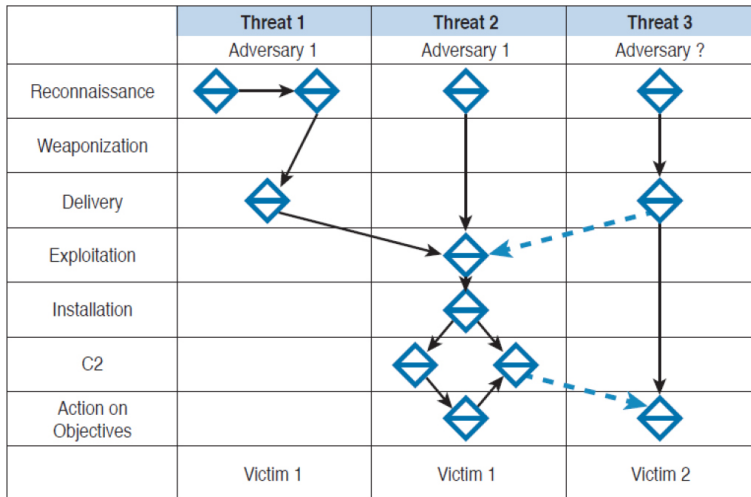 Threat 1 Threat 2 Threat 3
Adversary 1 Adversary 1 Adversary ?
Reconnaissance
Weaponization
Delivery
Exploitation
Installation
C2
Action on
Objectives
Victim 1 Victim 1 Victim 2